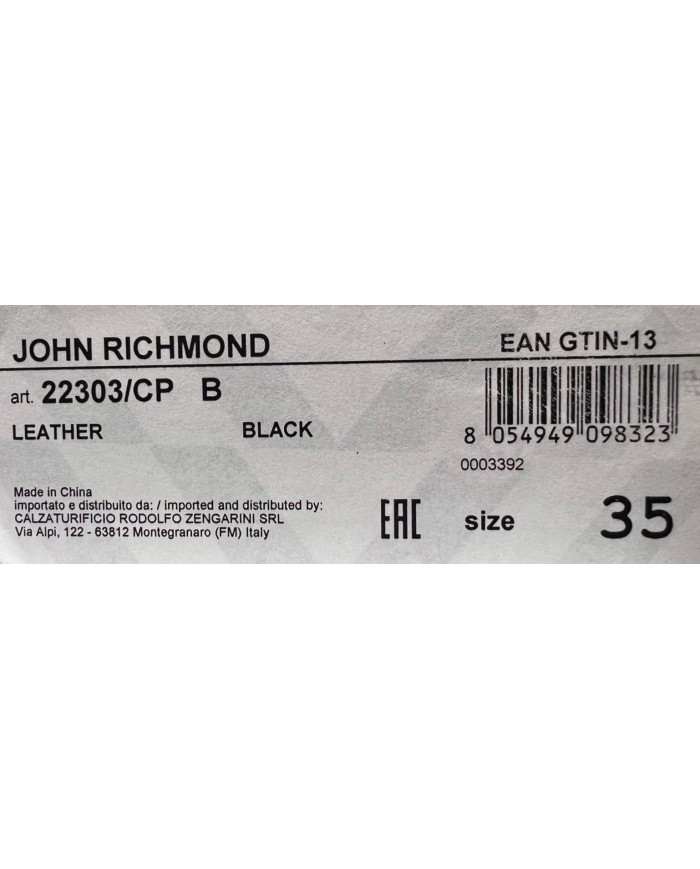 JOHN RICHMOND
EAN GTIN-13
art. 22303/CP B
LEATHER BLACK
8 054949 098323
0003392
Made in China
importato e distribuito da: / imported and distributed by:
CALZATURIFICIO RODOLFO ZENGARINI SRL
Via Alpi, 122 - 63812 Montegranaro (FM) Italy
EAC
size 35